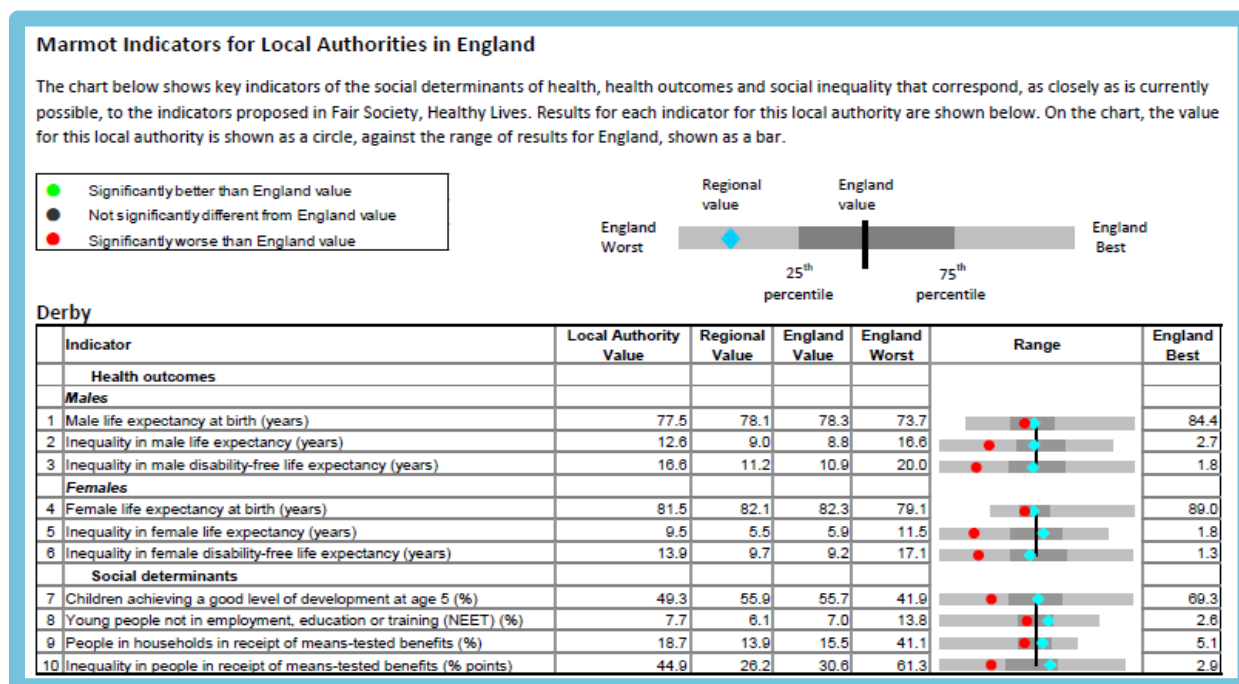 Marmot Indicators for Local Authorities in England
The chart below shows key indicators of the social determinants of health, health outcomes and social inequality that correspond, as closely as is currently
possible, to the indicators proposed in Fair Society, Healthy Lives. Results for each indicator for this local authority are shown below. On the chart, the value
for this local authority is shown as a circle, against the range of results for England, shown as a bar.
Significantly better than England value
Not significantly different from England value
Significantly worse than England value
Regional value
England value
England Worst
England Best
25th percentile
75th percentile
Derby
Indicator Local Authority Value Regional Value England Value England Worst Range England Best
Health outcomes
Males
1 Male life expectancy at birth (years) 77.5 78.1 78.3 73.7 84.4
2 Inequality in male life expectancy (years) 12.6 9.0 8.8 16.6 2.7
3 Inequality in male disability-free life expectancy (years) 16.6 11.2 10.9 20.0 1.8
Females
4 Female life expectancy at birth (years) 81.5 82.1 82.3 79.1 89.0
5 Inequality in female life expectancy (years) 9.5 5.5 5.9 11.5 1.8
6 Inequality in female disability-free life expectancy (years) 13.9 9.7 9.2 17.1 1.3
Social determinants
7 Children achieving a good level of development at age 5 (%) 49.3 55.9 55.7 41.9 69.3
8 Young people not in employment, education or training (NEET) (%) 7.7 6.1 7.0 13.8 2.6
9 People in households in receipt of means-tested benefits (%) 18.7 13.9 15.5 41.1 5.1
10 Inequality in people in receipt of means-tested benefits (% points) 44.9 26.2 30.6 61.3 2.9